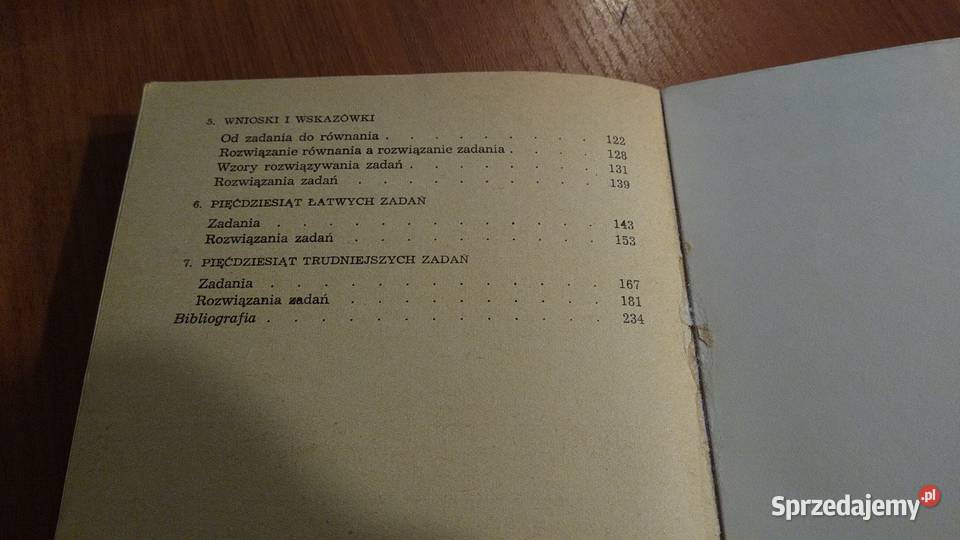 5. WNIOSKI I WSKAZÓWKI
Od zadania do równania . . . . . . . . . 122
Rozwiązanie równania a rozwiązanie zadania . . . . 128
Wzory rozwiązywania zadań . . . . . . . . 131
Rozwiązania zadań . . . . . . . . . . 139
6. PIĘĆDZIESIĄT ŁATWYCH ZADAŃ
Zadania . . . . . . . . . . . . . 143
Rozwiązania zadań . . . . . . . . . . 153
7. PIĘĆDZIESIĄT TRUDNIEJSZYCH ZADAŃ
Zadania . . . . . . . . . . . . . 167
Rozwiązania zadań . . . . . . . . . . 181
Bibliografia . . . . . . . . . . . . . 234
Sprzedajemy.pl